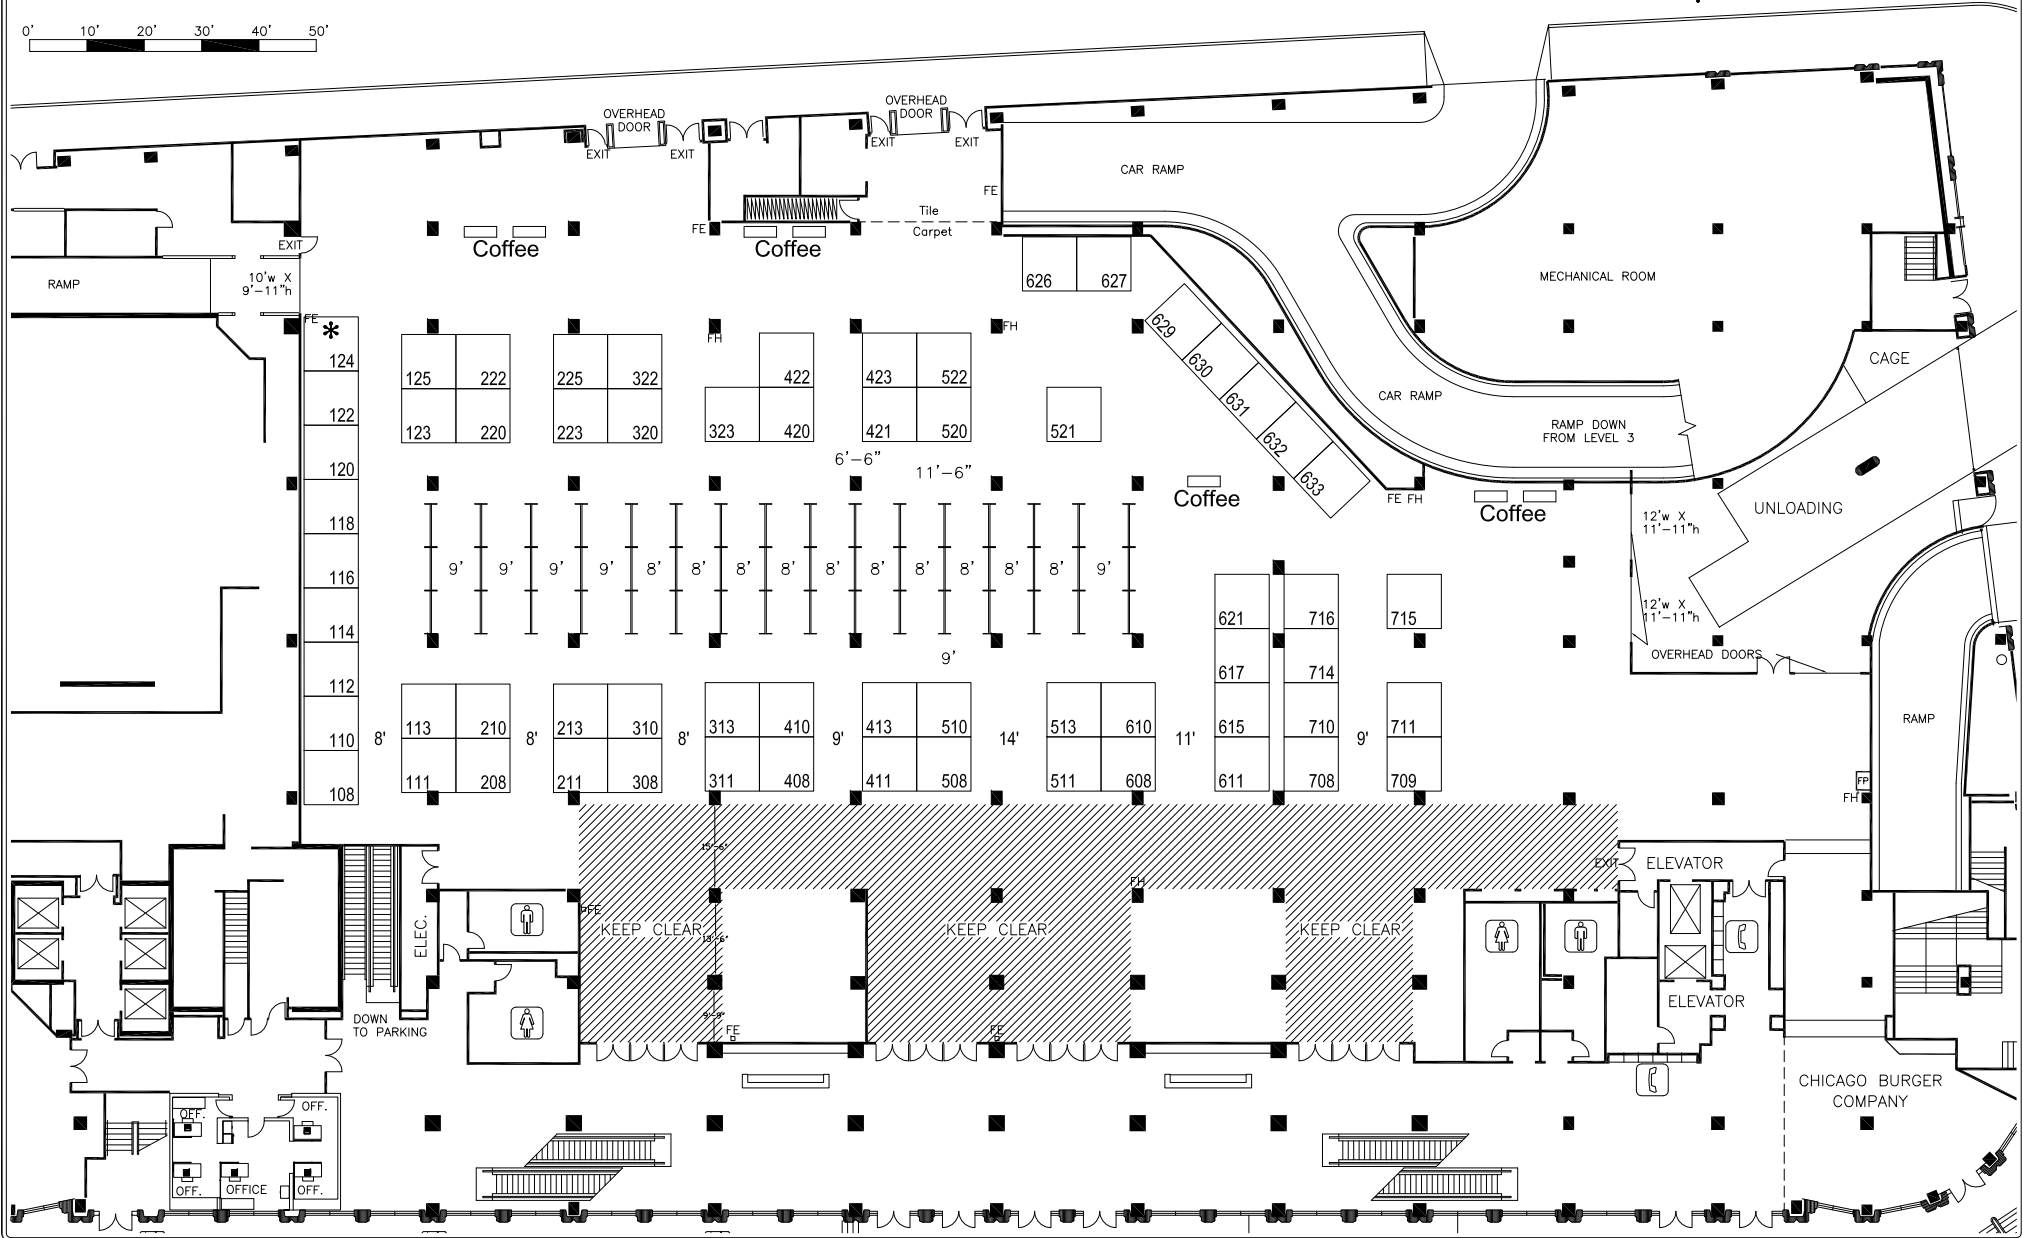 0' 10' 20' 30' 40' 50'
OVERHEAD
DOOR
OVERHEAD
DOOR
EXIT EXIT
EXIT EXIT
CAR RAMP
FE
Tile
Carpet
FE
EXIT
Coffee
Coffee
RAMP
10'w X
9'-11"h
626 627
MECHANICAL ROOM
FE
*
FH
FH
629
630
631
632
633
CAGE
124
125 222
225 322
422
423 522
CAR RAMP
122
123 220
223 320
323 420
421 520
521
RAMP DOWN
FROM LEVEL 3
6'-6"
11'-6"
120
Coffee
FE FH
Coffee
UNLOADING
12'w X
11'-11"h
118
9' 9' 9' 9' 8' 8' 8' 8' 8' 8' 8' 8' 8' 8' 9'
116
621 716 715
12'w X
11'-11"h
114
9'
OVERHEAD DOORS
617 714
112
113 210
213 310
313 410
413 510
513 610
615 710
711
RAMP
110
8' 8' 8' 9' 14' 11' 9'
111 208
211 308
311 408
411 508
511 608
611 708
709
108
FP
FH
15'-6"
EXIT
ELEVATOR
FH
FE
ELEC.
KEEP CLEAR
KEEP CLEAR
KEEP CLEAR
13'-6"
ELEVATOR
9'-9"
DOWN
TO PARKING
FE
FE
CHICAGO BURGER
COMPANY
OFF.
OFF.
OFF.
OFFICE
OFF.